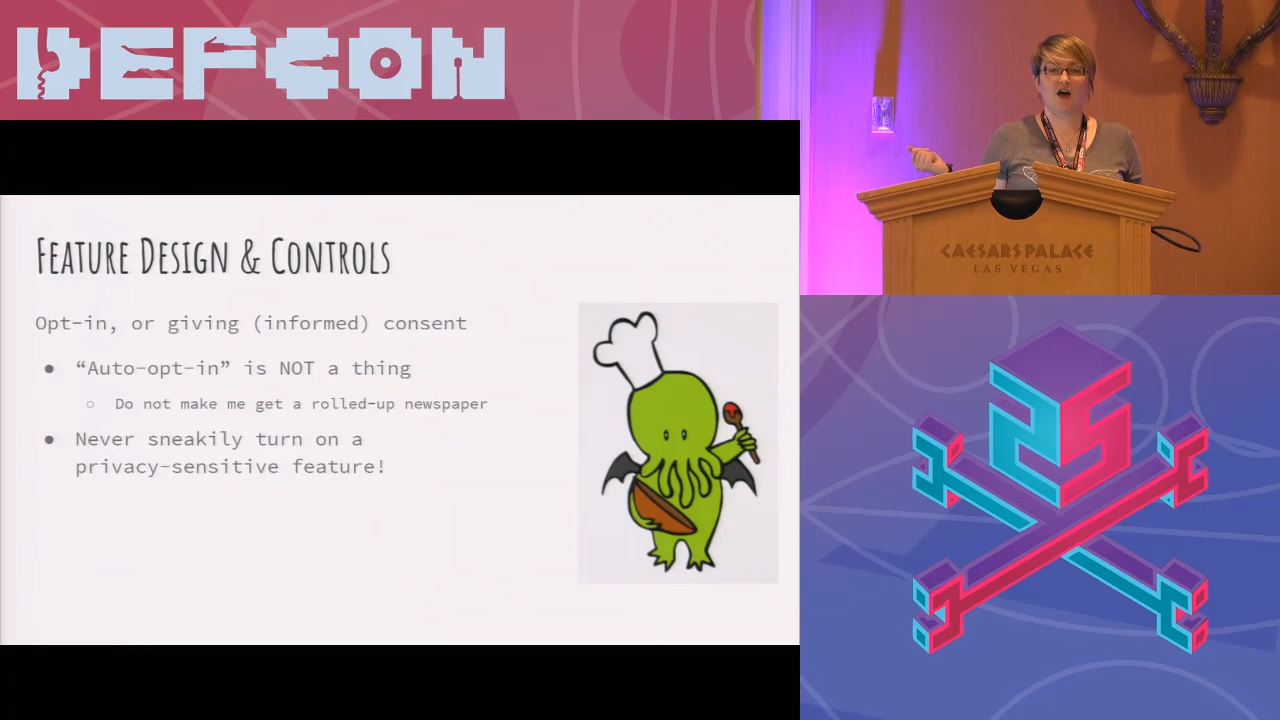 DEFCON
FEATURE DESIGN & CONTROLS
Opt-in, or giving (informed) consent
● “Auto-opt-in” is NOT a thing
○ Do not make me get a rolled-up newspaper
● Never sneakily turn on a
privacy-sensitive feature!
CAESARS PALACE
LAS VEGAS
25